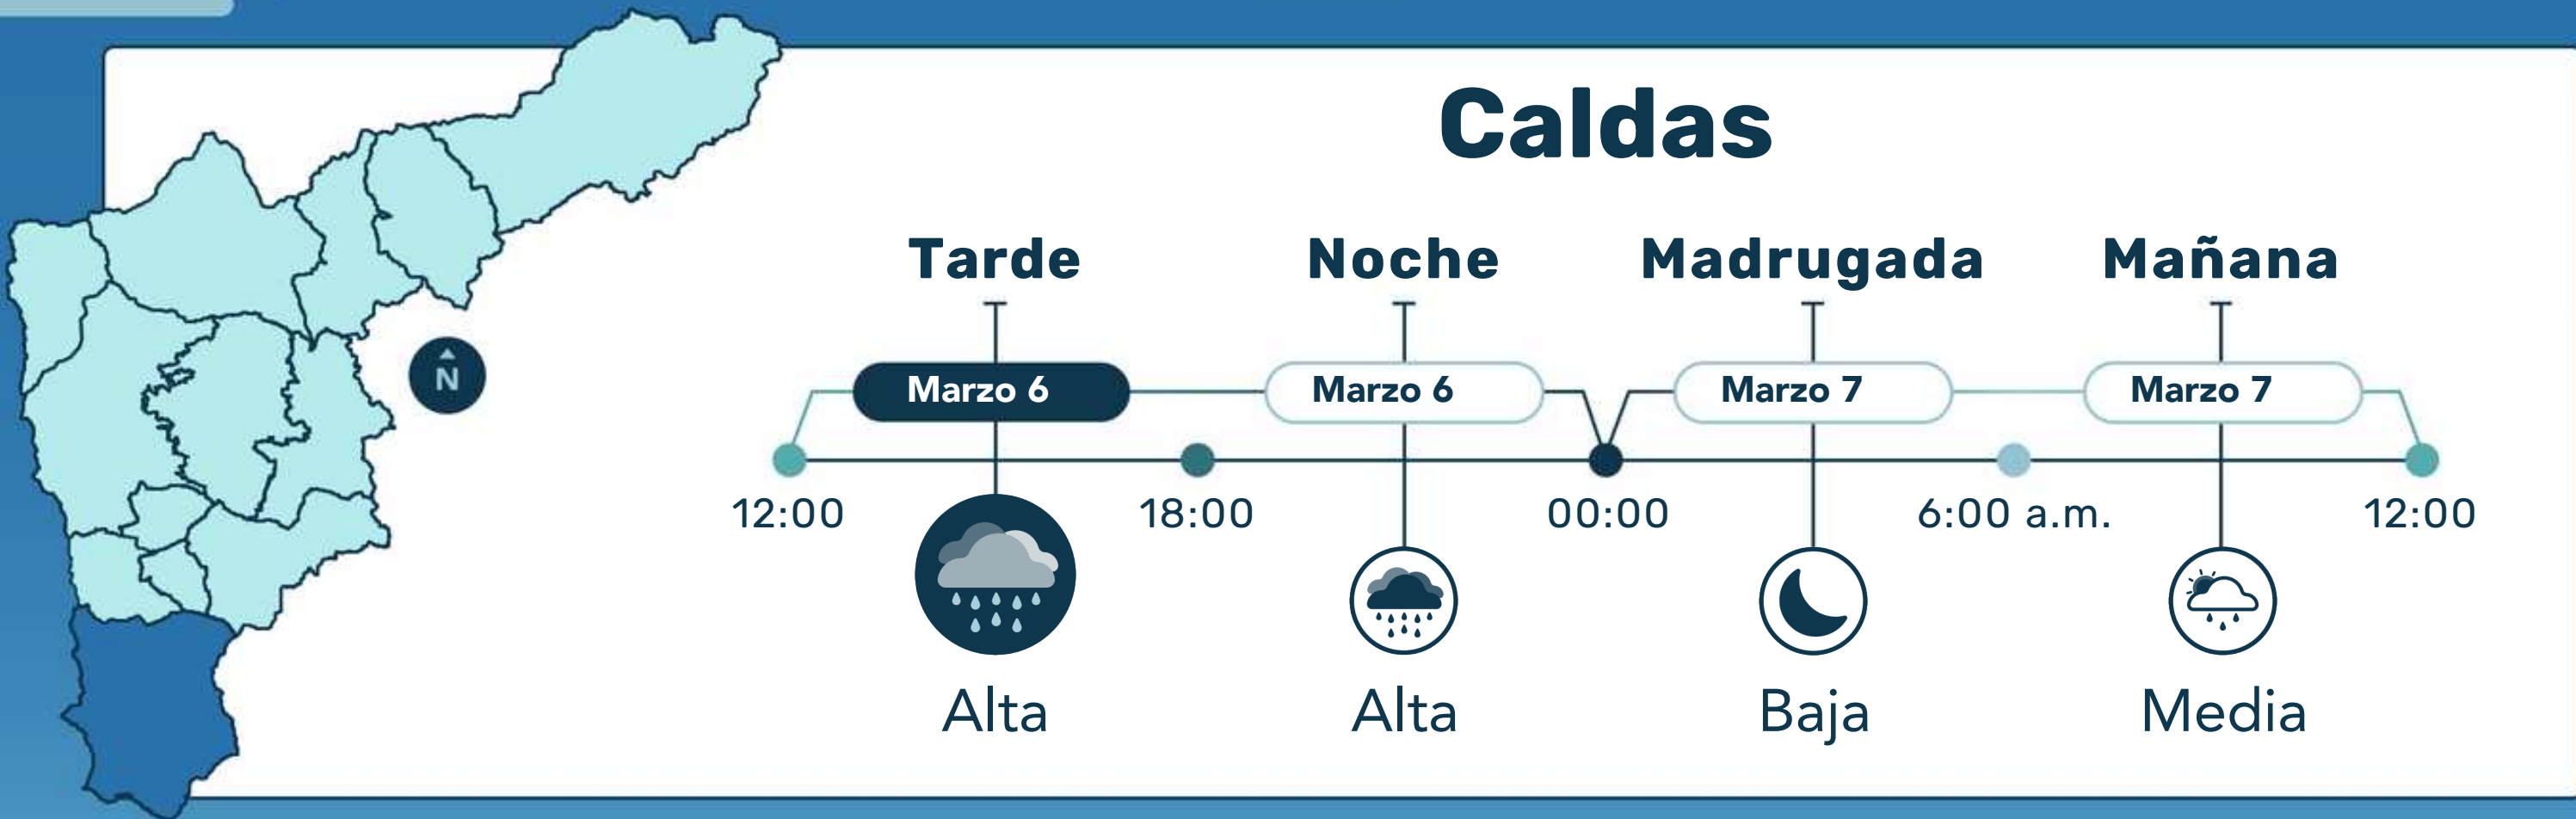 Caldas
Tarde Noche Madrugada Mañana
Marzo 6 Marzo 6 Marzo 7 Marzo 7
N
12:00 18:00 00:00 6:00 a.m. 12:00
Alta Alta Baja Media